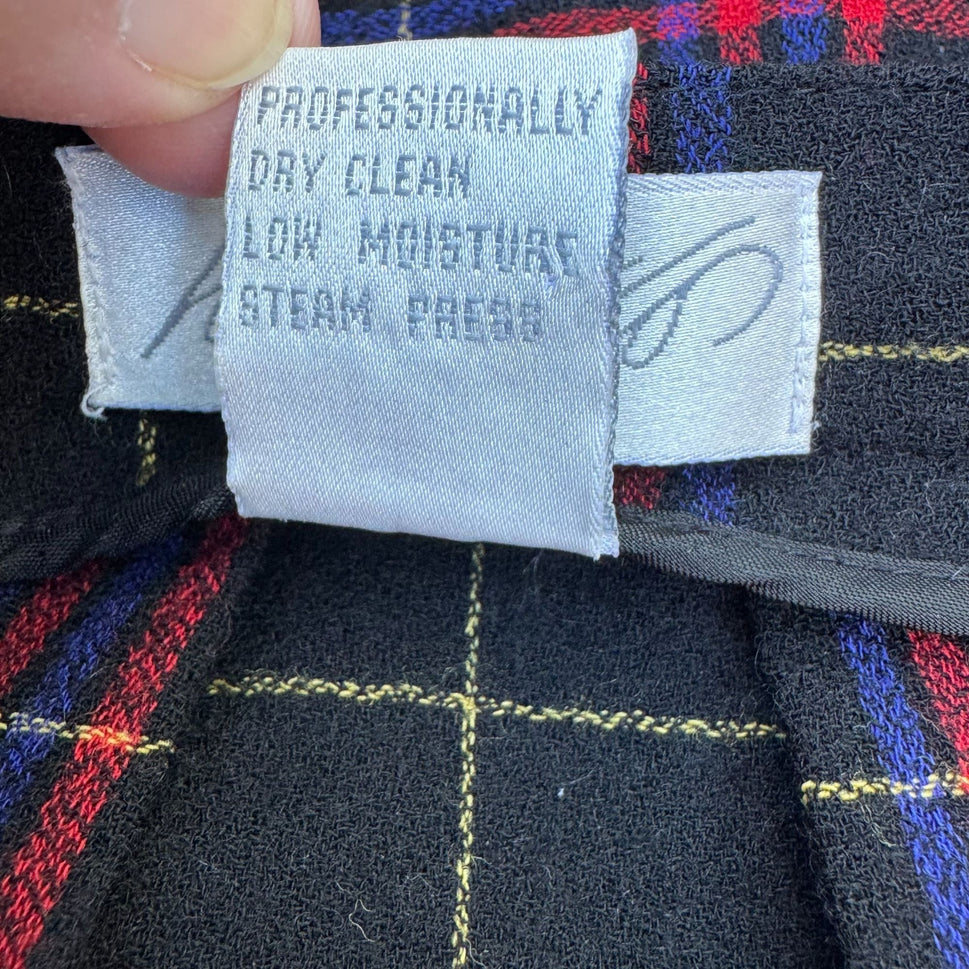 PROFESSIONALLY
DRY CLEAN
LOW MOISTURE
STEAM PRESS